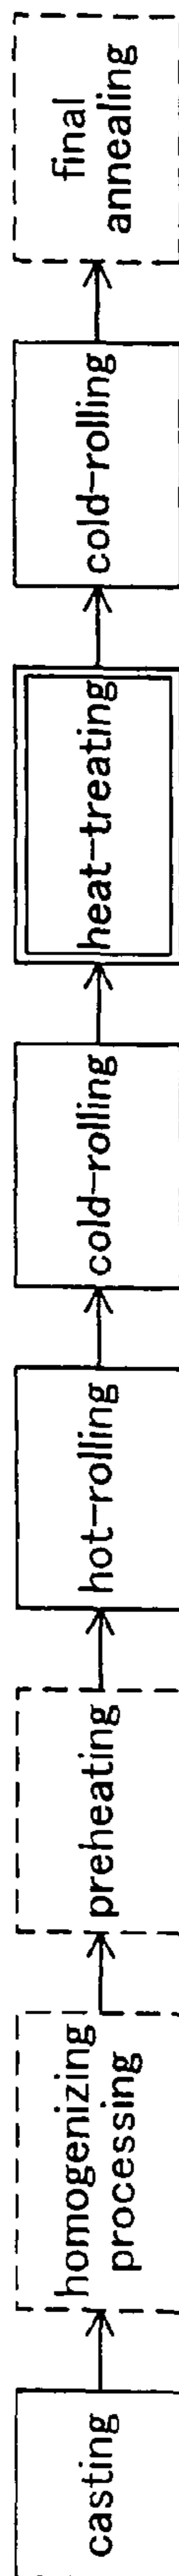 casting
homogenizing
processing
preheating
hot-rolling
cold-rolling
heat-treating
cold-rolling
final
annealing